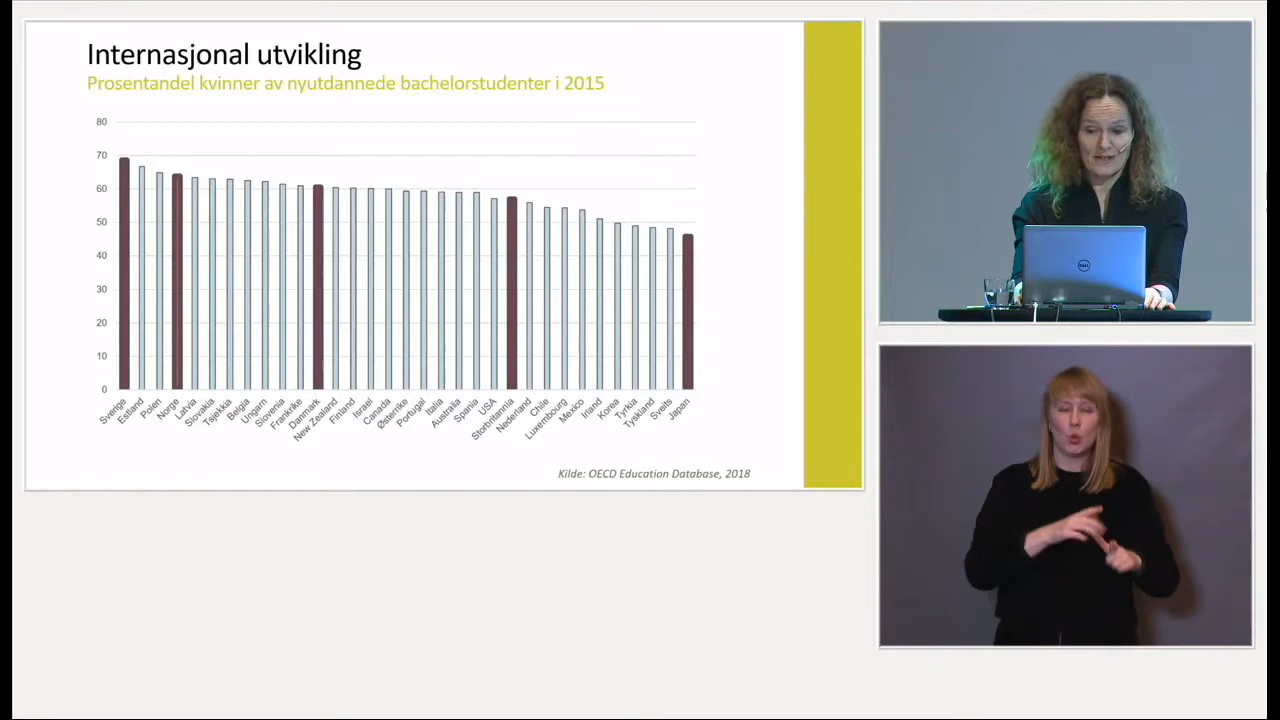 Internasjonal utvikling
Prosentandel kvinner av nyutdannede bachelorstudenter i 2015
80
70
60
50
40
30
20
10
0
Sverige
Estland
Polen
Norge
Latvia
Slovakia
Tsjekkia
Belgia
Ungarn
Slovenia
Frankrike
Danmark
New Zealand
Finland
Israel
Canada
Østerrike
Portugal
Italia
Australia
Spania
USA
Storbritannia
Nederland
Chile
Luxembourg
Mexico
Irland
Korea
Tyrkia
Tyskland
Sveits
Japan
Kilde: OECD Education Database, 2018
DELL